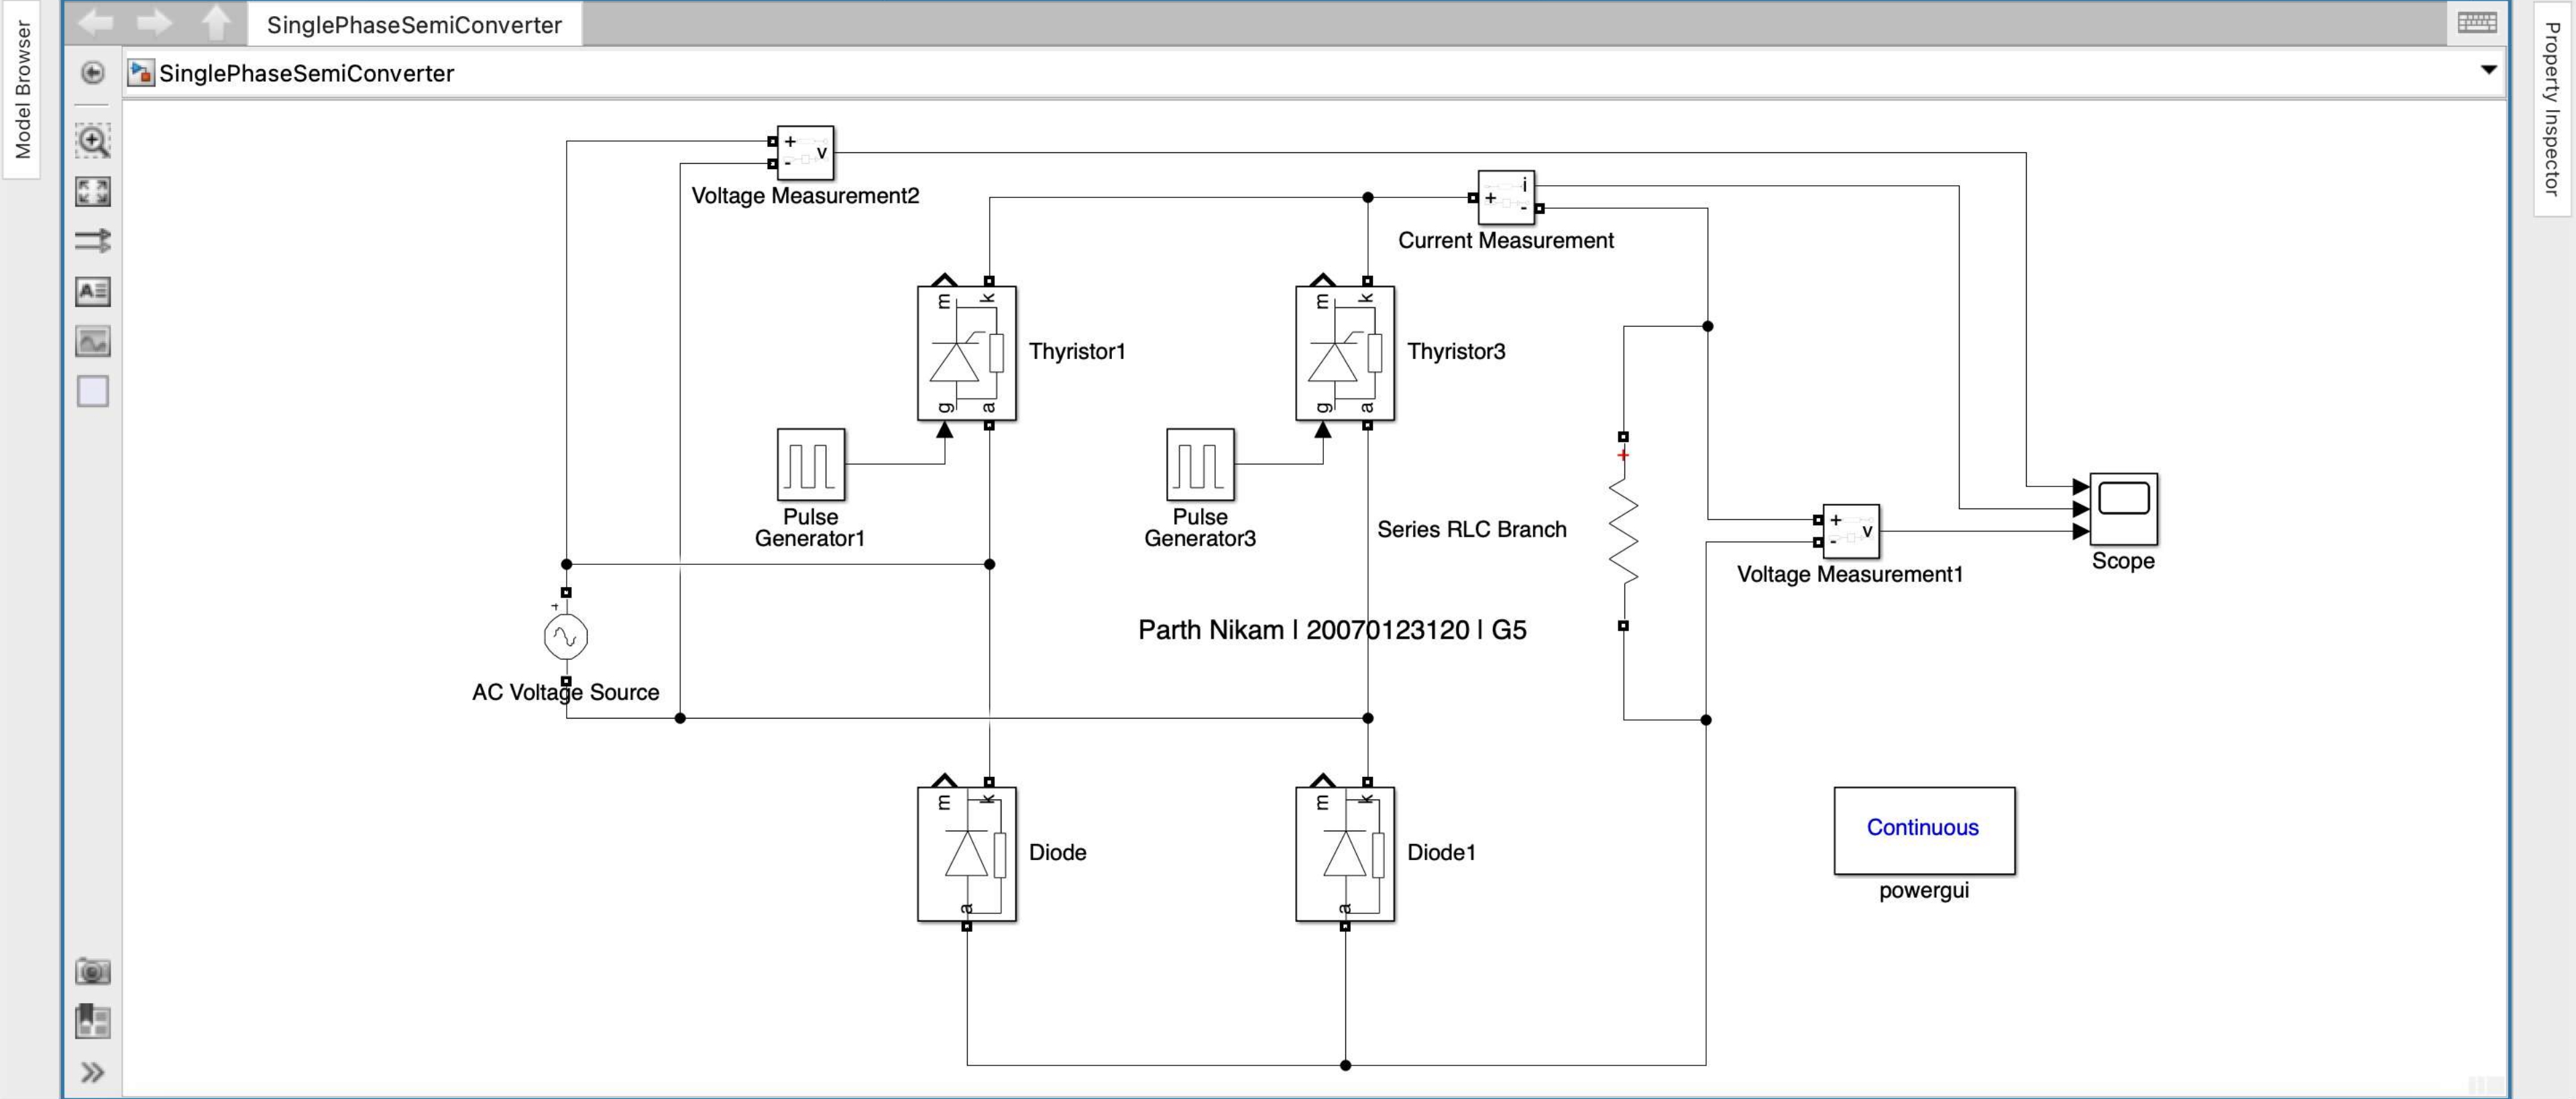 SinglePhaseSemiConverter
Model Browser
Property Inspector
SinglePhaseSemiConverter
+
-
v
Voltage Measurement2
+
i
-
Current Measurement
m
k
g
a
Thyristor1
m
k
g
a
Thyristor3
Pulse
Generator1
Pulse
Generator3
+
Series RLC Branch
+
-
v
Voltage Measurement1
Scope
+
AC Voltage Source
Parth Nikam | 20070123120 | G5
m
k
a
Diode
m
k
a
Diode1
Continuous
powergui